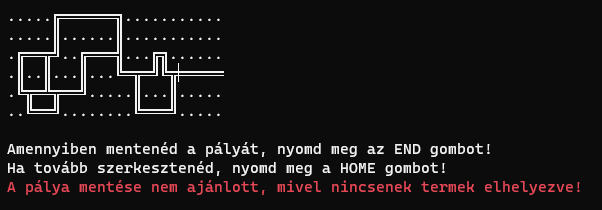 Amennyiben mentenéd a pályát, nyomd meg az END gombot!
Ha tovább szerkesztenéd, nyomd meg a HOME gombot!
A pálya mentése nem ajánlott, mivel nincsenek termek elhelyezve!